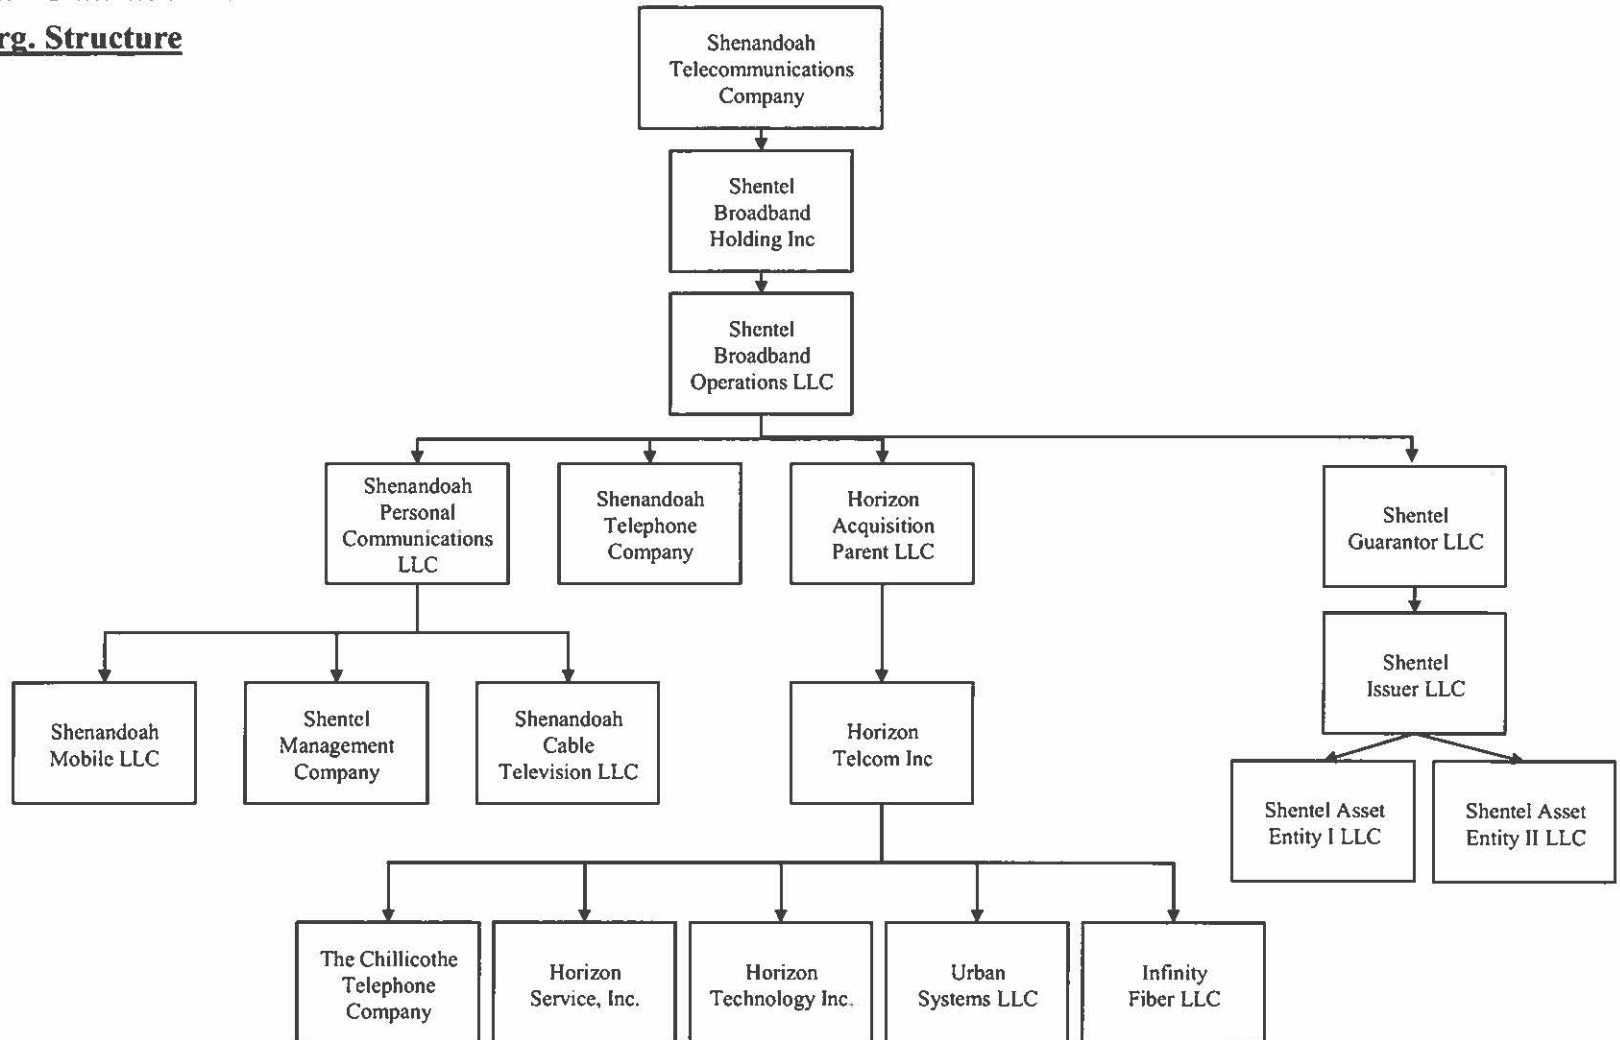 rg. Structure
Shenandoah
Telecommunications
Company
Shentel
Broadband
Holding Inc
Shentel
Broadband
Operations LLC
Shenandoah
Personal
Communications
LLC
Shenandoah
Telephone
Company
Horizon
Acquisition
Parent LLC
Shentel
Guarantor LLC
Shentel
Issuer LLC
Shenandoah
Mobile LLC
Shentel
Management
Company
Shenandoah
Cable
Television LLC
Horizon
Telcom Inc
Shentel Asset
Entity I LLC
Shentel Asset
Entity II LLC
The Chillicothe
Telephone
Company
Horizon
Service, Inc.
Horizon
Technology Inc.
Urban
Systems LLC
Infinity
Fiber LLC